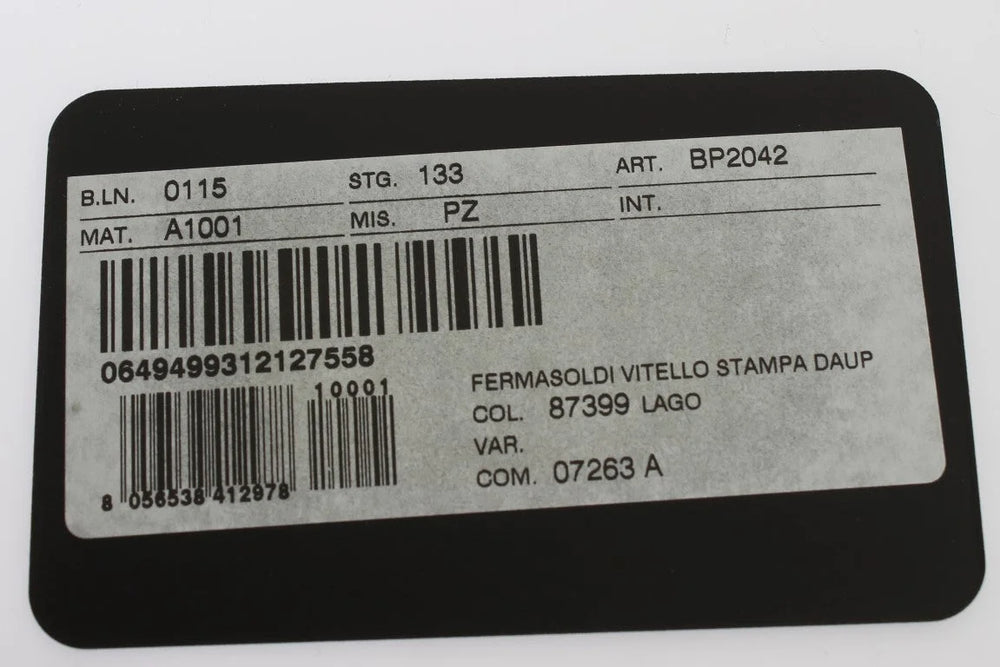 B.LN. 0115 STG. 133 ART. BP2042
MAT. A1001 MIS. PZ INT.
0649499312127558
10001
8 056538 412978
FERMASOLDI VITELLO STAMPA DAUP
COL. 87399 LAGO
VAR.
COM. 07263 A